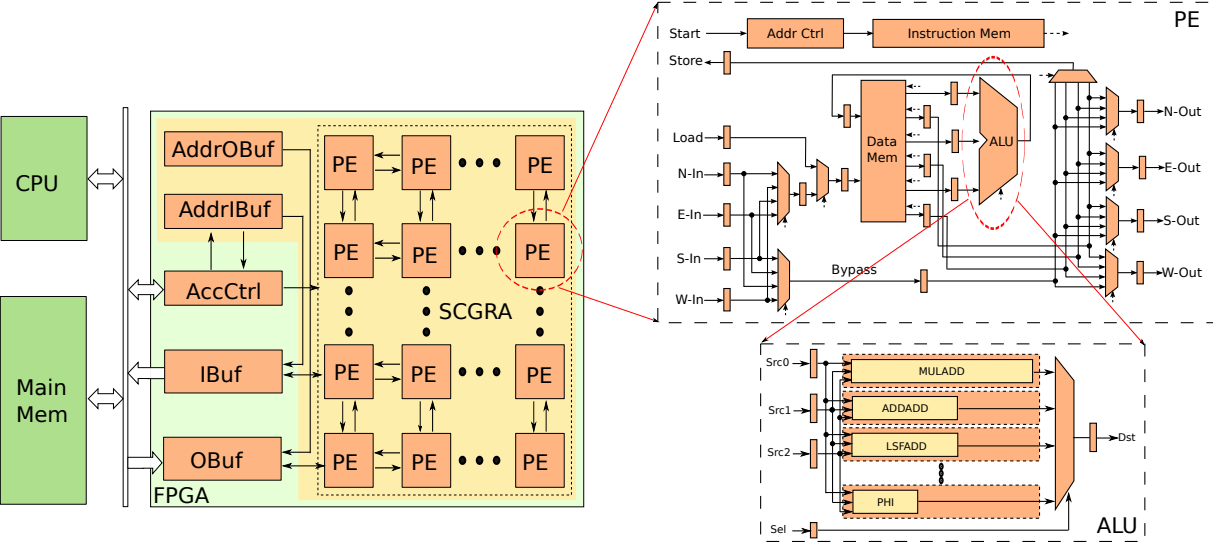 CPU
Main
Mem
AddrOBuf
AddrIBuf
AccCtrl
IBuf
OBuf
FPGA
PE
PE
PE
PE
PE
PE
SCGRA
PE
PE
PE
PE
PE
PE
PE
Start
Addr Ctrl
Instruction Mem
Store
Load
N-In
E-In
S-In
W-In
Data
Mem
ALU
Bypass
N-Out
E-Out
S-Out
W-Out
Src0
Src1
Src2
Sel
MULADD
ADDADD
LSFADD
PHI
Dst
ALU